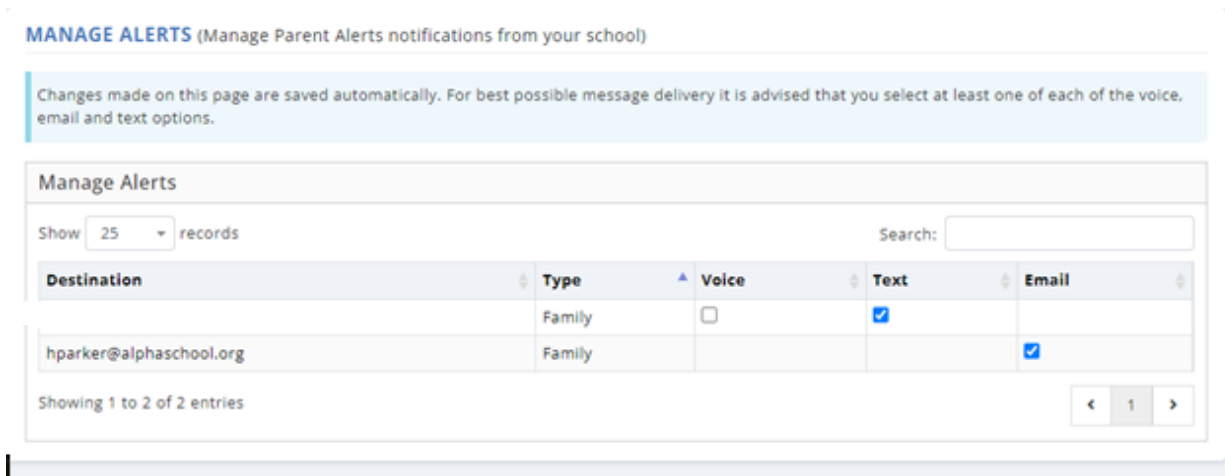 MANAGE ALERTS (Manage Parent Alerts notifications from your school)
Changes made on this page are saved automatically. For best possible message delivery it is advised that you select at least one of each of the voice,
email and text options.
Manage Alerts
Show 25 records Search:
Destination Type Voice Text Email
Family
hparker@alphaschool.org Family
Showing 1 to 2 of 2 entries 1